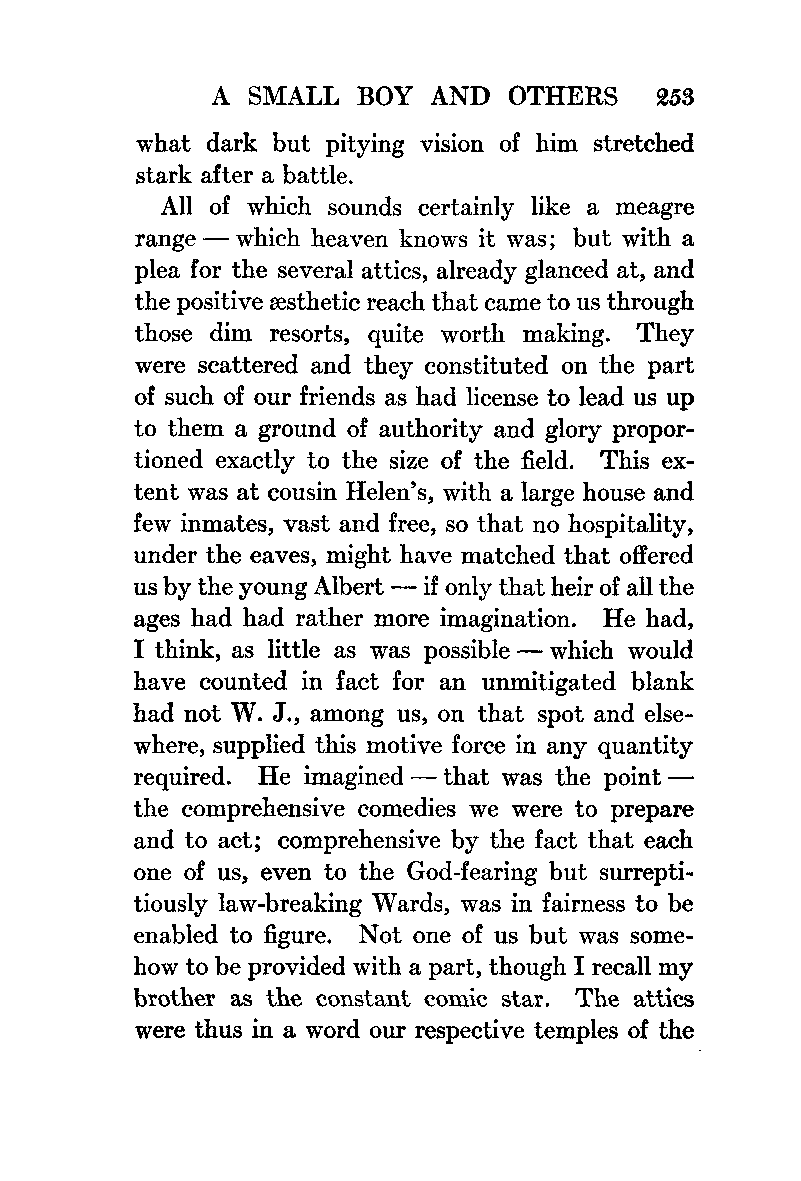 A SMALL BOY AND OTHERS 253
what dark but pitying vision of him stretched
stark after a battle.
All of which sounds certainly like a meagre
range — which heaven knows it was; but with a
plea for the several attics, already glanced at, and
the positive æsthetic reach that came to us through
those dim resorts, quite worth making. They
were scattered and they constituted on the part
of such of our friends as had license to lead us up
to them a ground of authority and glory propor-
tioned exactly to the size of the field. This ex-
tent was at cousin Helen's, with a large house and
few inmates, vast and free, so that no hospitality,
under the eaves, might have matched that offered
us by the young Albert — if only that heir of all the
ages had had rather more imagination. He had,
I think, as little as was possible — which would
have counted in fact for an unmitigated blank
had not W. J., among us, on that spot and else-
where, supplied this motive force in any quantity
required. He imagined — that was the point —
the comprehensive comedies we were to prepare
and to act; comprehensive by the fact that each
one of us, even to the God-fearing but surrepti-
tiously law-breaking Wards, was in fairness to be
enabled to figure. Not one of us but was some-
how to be provided with a part, though I recall my
brother as the constant comic star. The attics
were thus in a word our respective temples of the